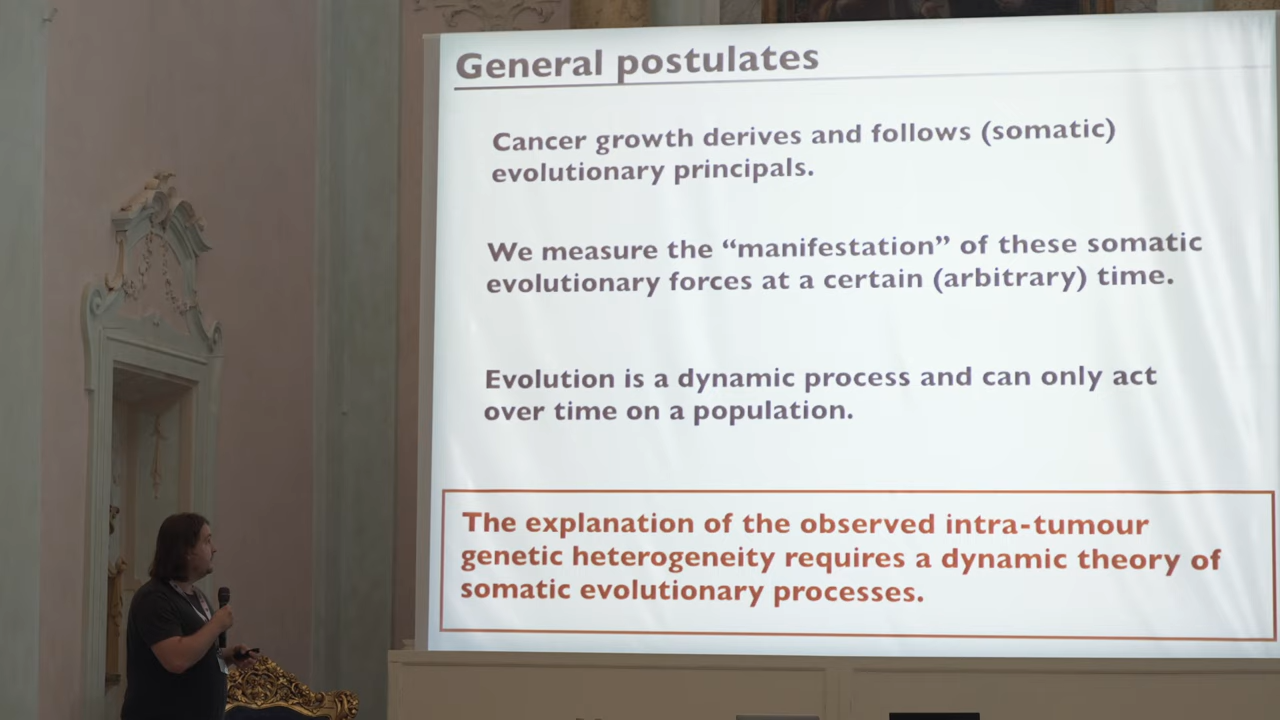 General postulates
Cancer growth derives and follows (somatic)
evolutionary principals.
We measure the “manifestation” of these somatic
evolutionary forces at a certain (arbitrary) time.
Evolution is a dynamic process and can only act
over time on a population.
The explanation of the observed intra-tumour
genetic heterogeneity requires a dynamic theory of
somatic evolutionary processes.